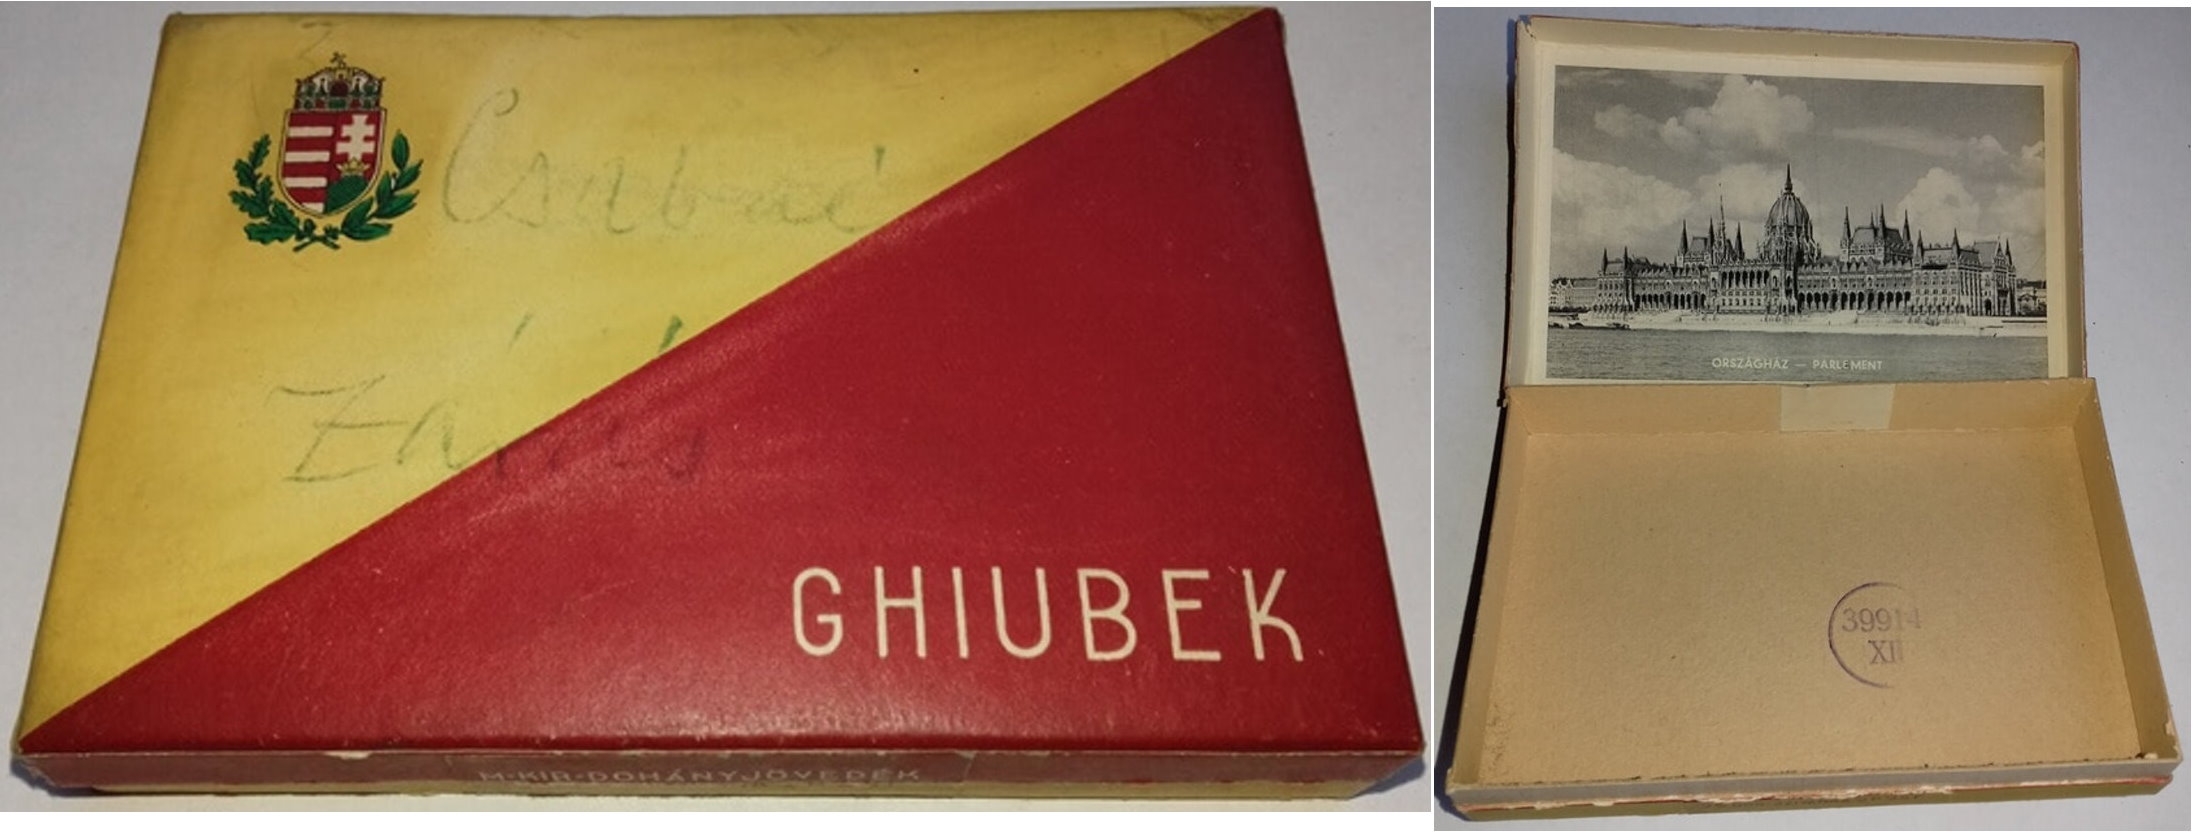 GHIUBEK
M•KIR•DOHÁNYJÖVEDÉK
ORSZÁGHÁZ — PARLEMENT
39914
XII